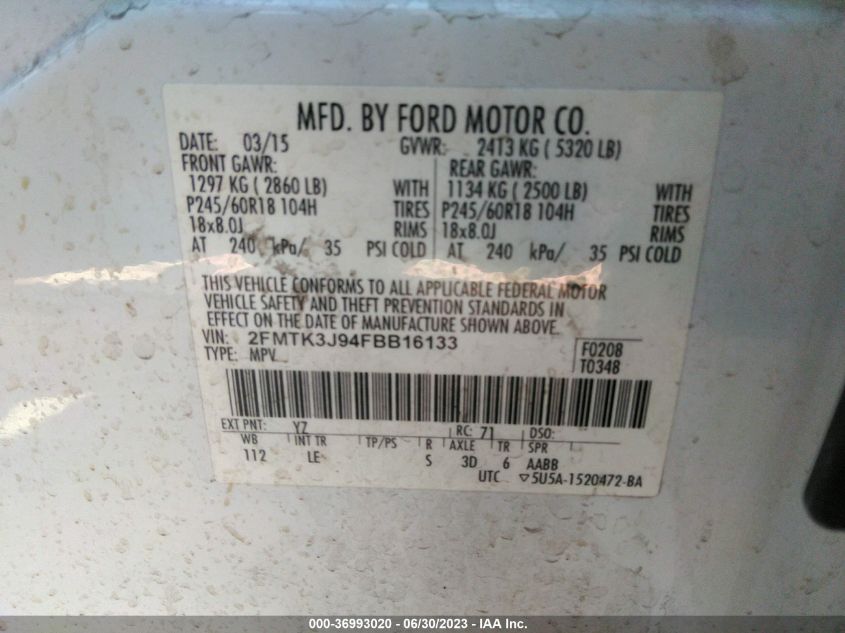 MFD. BY FORD MOTOR CO.
DATE: 03/15 GVWR: 2413 KG ( 5320 LB)
FRONT GAWR: REAR GAWR:
1297 KG ( 2860 LB) WITH 1134 KG ( 2500 LB) WITH
P245/60R18 104H TIRES P245/60R18 104H TIRES
18x8.0J RIMS 18x8.0J RIMS
AT 240 kPa/ 35 PSI COLD AT 240 kPa/ 35 PSI COLD
THIS VEHICLE CONFORMS TO ALL APPLICABLE FEDERAL MOTOR
VEHICLE SAFETY AND THEFT PREVENTION STANDARDS IN
EFFECT ON THE DATE OF MANUFACTURE SHOWN ABOVE.
VIN: 2FMTK3J94FBB16133 F0208
TYPE: MPV T0348
EXT PNT: YZ RC: 71 DSO:
WB INT TR TP/PS R AXLE TR SPR
112 LE S 3D 6 AABB
UTC ▽5U5A-1520472-BA
000-36993020 / 06/30/2023 - IAA Inc.